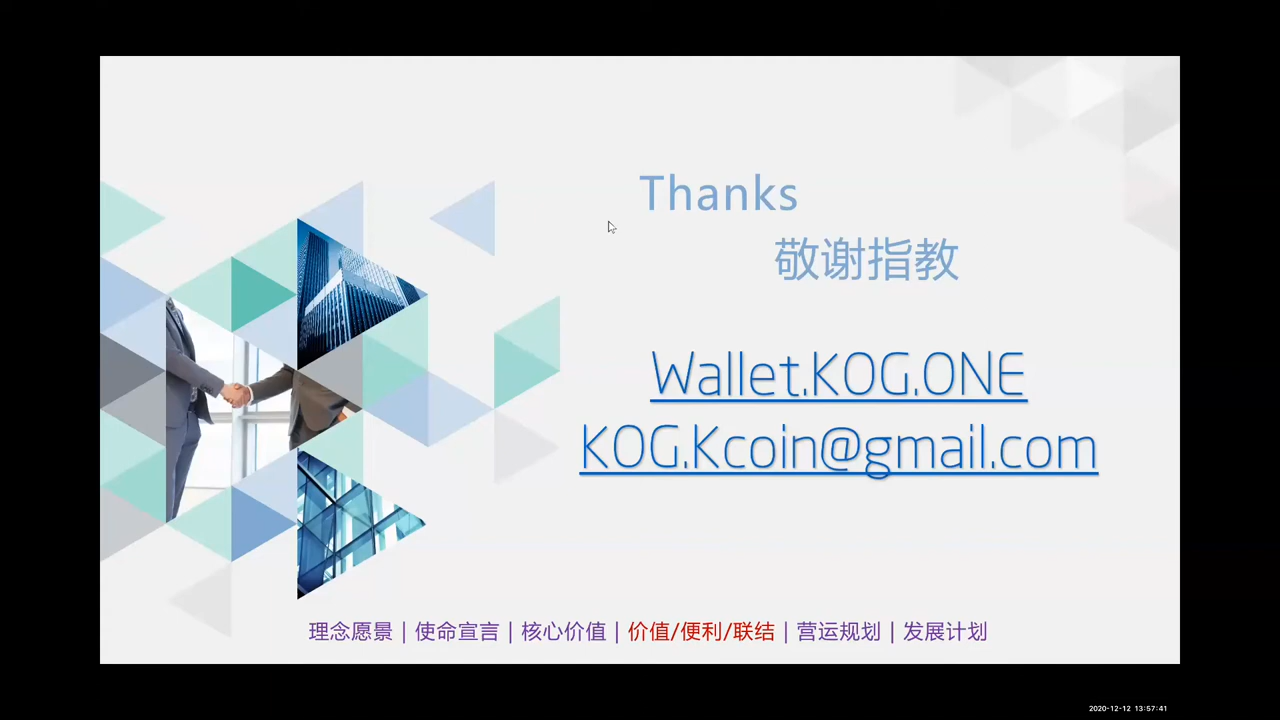 Thanks
敬谢指教
Wallet.KOG.ONE
KOG.Kcoin@gmail.com
理念愿景 | 使命宣言 | 核心价值 | 价值/便利/联结 | 营运规划 | 发展计划
2020-12-12 13:57:41